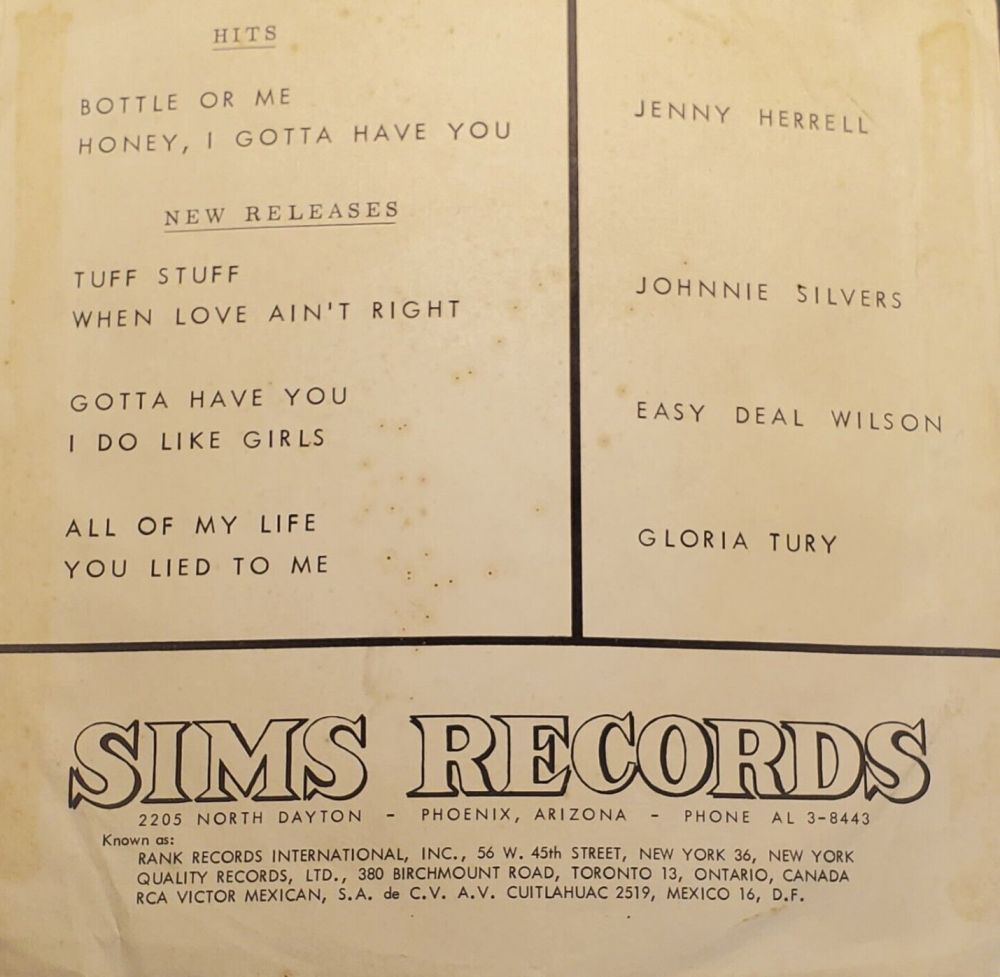 HITS
BOTTLE OR ME
HONEY, I GOTTA HAVE YOU
JENNY HERRELL
NEW RELEASES
TUFF STUFF
WHEN LOVE AIN'T RIGHT
JOHNNIE SILVERS
GOTTA HAVE YOU
I DO LIKE GIRLS
EASY DEAL WILSON
ALL OF MY LIFE
YOU LIED TO ME
GLORIA TURY
SIMS RECORDS
2205 NORTH DAYTON - PHOENIX, ARIZONA - PHONE AL 3-8443
Known as:
RANK RECORDS INTERNATIONAL, INC., 56 W. 45th STREET, NEW YORK 36, NEW YORK
QUALITY RECORDS, LTD., 380 BIRCHMOUNT ROAD, TORONTO 13, ONTARIO, CANADA
RCA VICTOR MEXICAN, S.A. de C.V. A.V. CUITLAHUAC 2519, MEXICO 16, D.F.